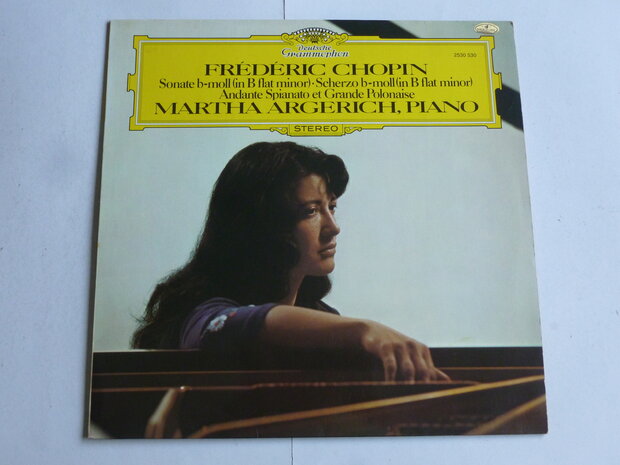 Deutsche
Grammophon
2530 530
FRÉDÉRIC CHOPIN
Sonate b-moll (in B flat minor) · Scherzo b-moll (in B flat minor)
Andante Spianato et Grande Polonaise
MARTHA ARGERICH, PIANO
STEREO